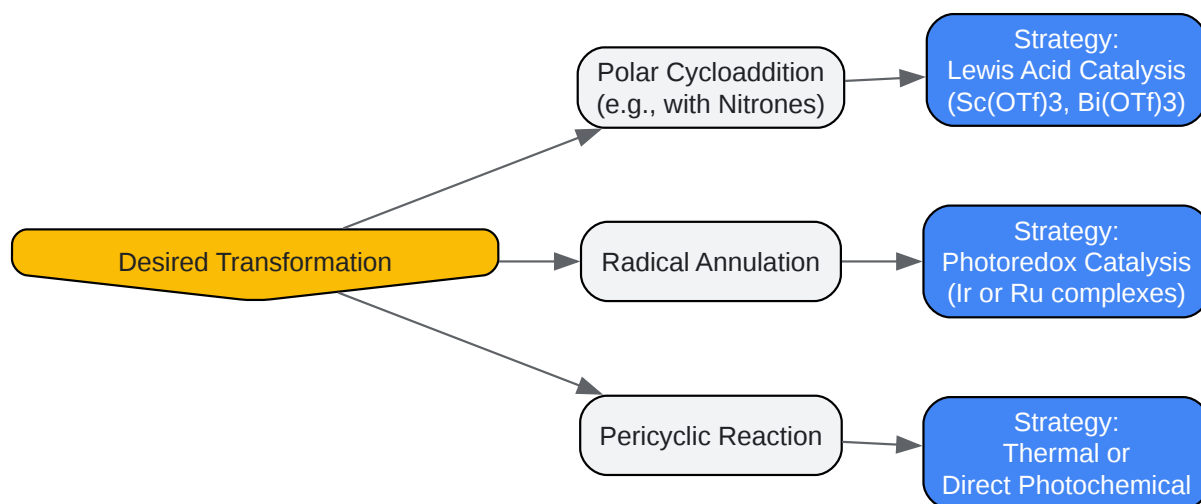 Desired Transformation
Polar Cycloaddition
(e.g., with Nitrones)
Strategy:
Lewis Acid Catalysis
(Sc(OTf)3, Bi(OTf)3)
Radical Annulation
Strategy:
Photoredox Catalysis
(Ir or Ru complexes)
Pericyclic Reaction
Strategy:
Thermal or
Direct Photochemical